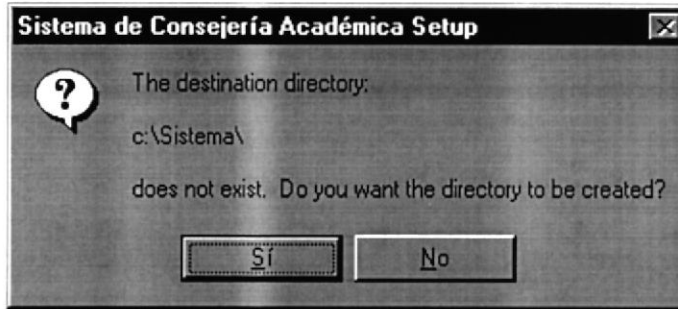 Sistema de Consejería Académica Setup
?
The destination directory:
c:\Sistema\
does not exist. Do you want the directory to be created?
Sí
No